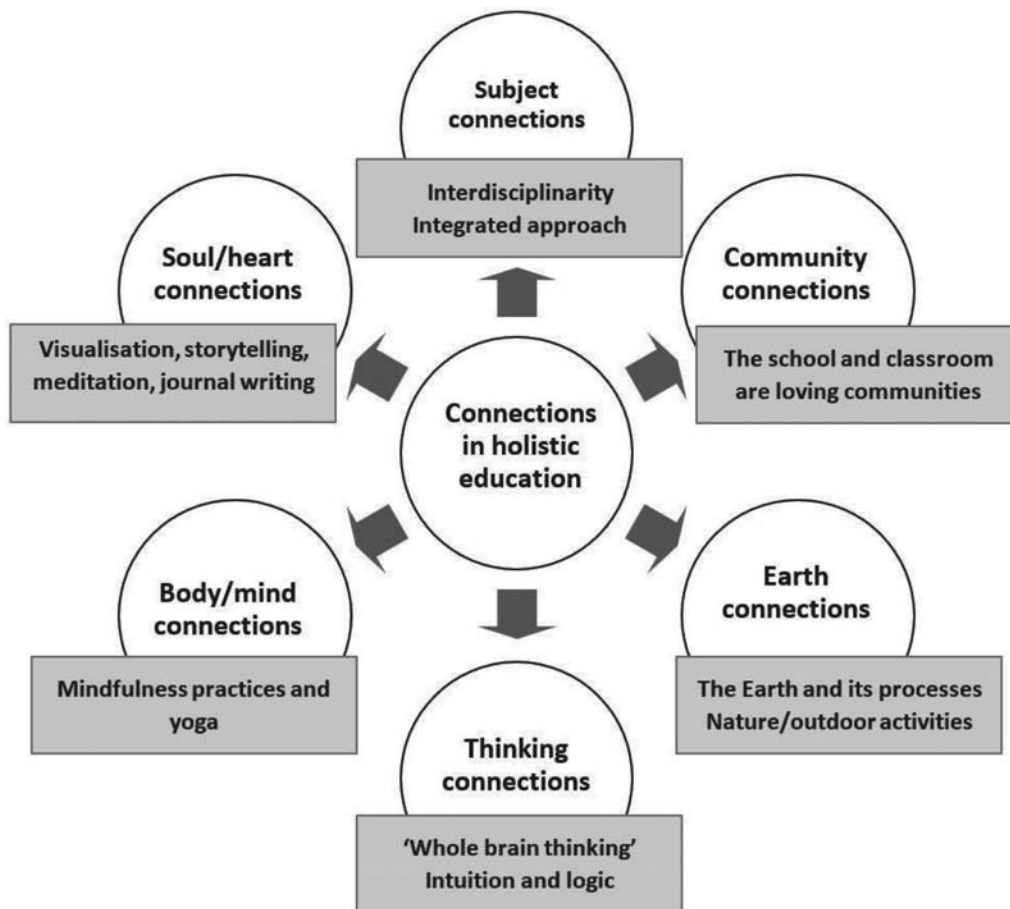 Subject
connections
Interdisciplinarity
Integrated approach
Community
connections
The school and classroom
are loving communities
Earth
connections
The Earth and its processes
Nature/outdoor activities
Thinking
connections
‘Whole brain thinking’
Intuition and logic
Body/mind
connections
Mindfulness practices and
yoga
Soul/heart
connections
Visualisation, storytelling,
meditation, journal writing
Connections
in holistic
education